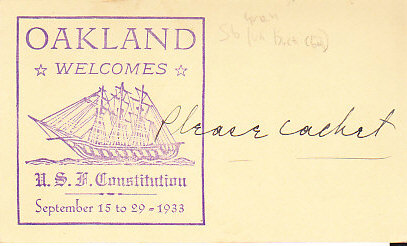 OAKLAND
☆ WELCOMES ☆
U. S. F. Constitution
September 15 to 29 - 1933
Please cachet